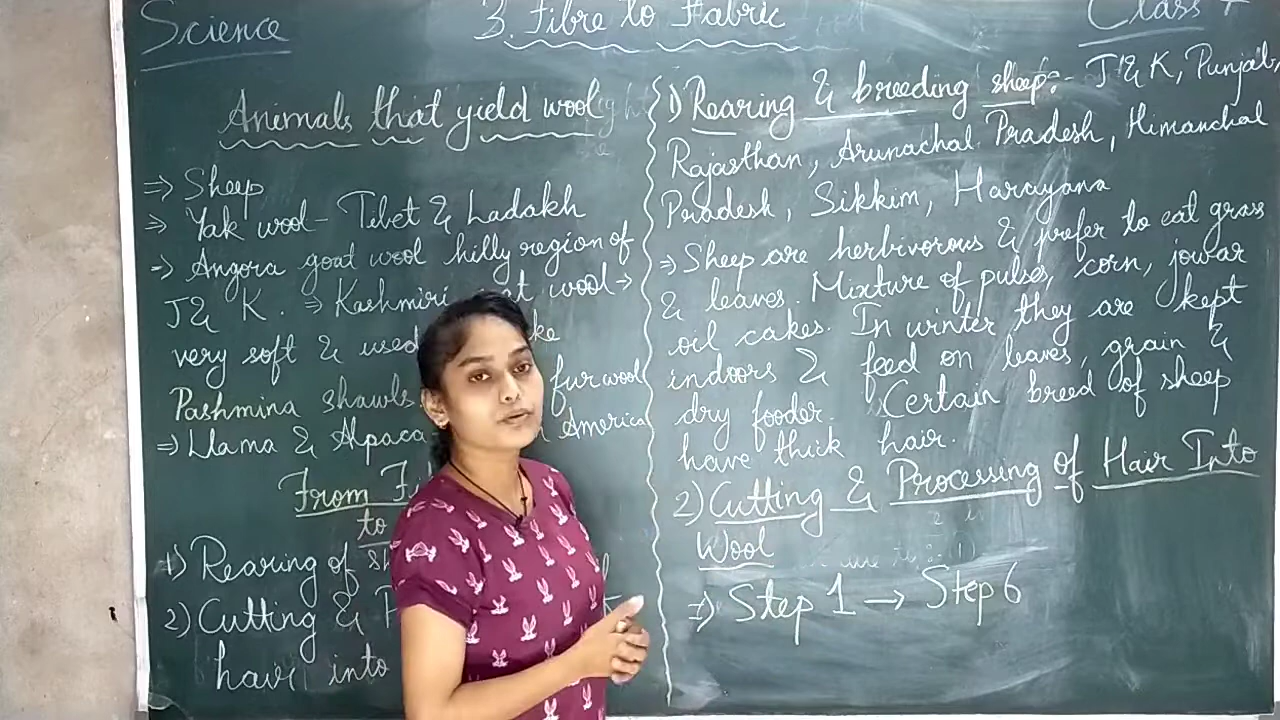 Science
3. Fibre to Fabric
Class 7
Animals that yield wool
=> Sheep
=> Yak wool - Tibet & Ladakh
-> Angora goat wool hilly region of
J & K. => Kashmiri goat wool ->
very soft & used
Pashmina shawls fur wool
=> Llama & Alpaca America
From
to
1) Rearing of
2) Cutting &
hair into
1) Rearing & breeding sheep:- J & K, Punjab,
Rajasthan, Arunachal Pradesh, Himanchal
Pradesh, Sikkim, Harayana
=> Sheep are herbivorous & prefer to eat grass
& leaves. Mixture of pulses, corn, jowar
oil cakes. In winter they are kept
indoors & feed on leaves, grain &
dry fooder. Certain breed of sheep
have thick hair.
2) Cutting & Processing of Hair Into
Wool
=> Step 1 → Step 6